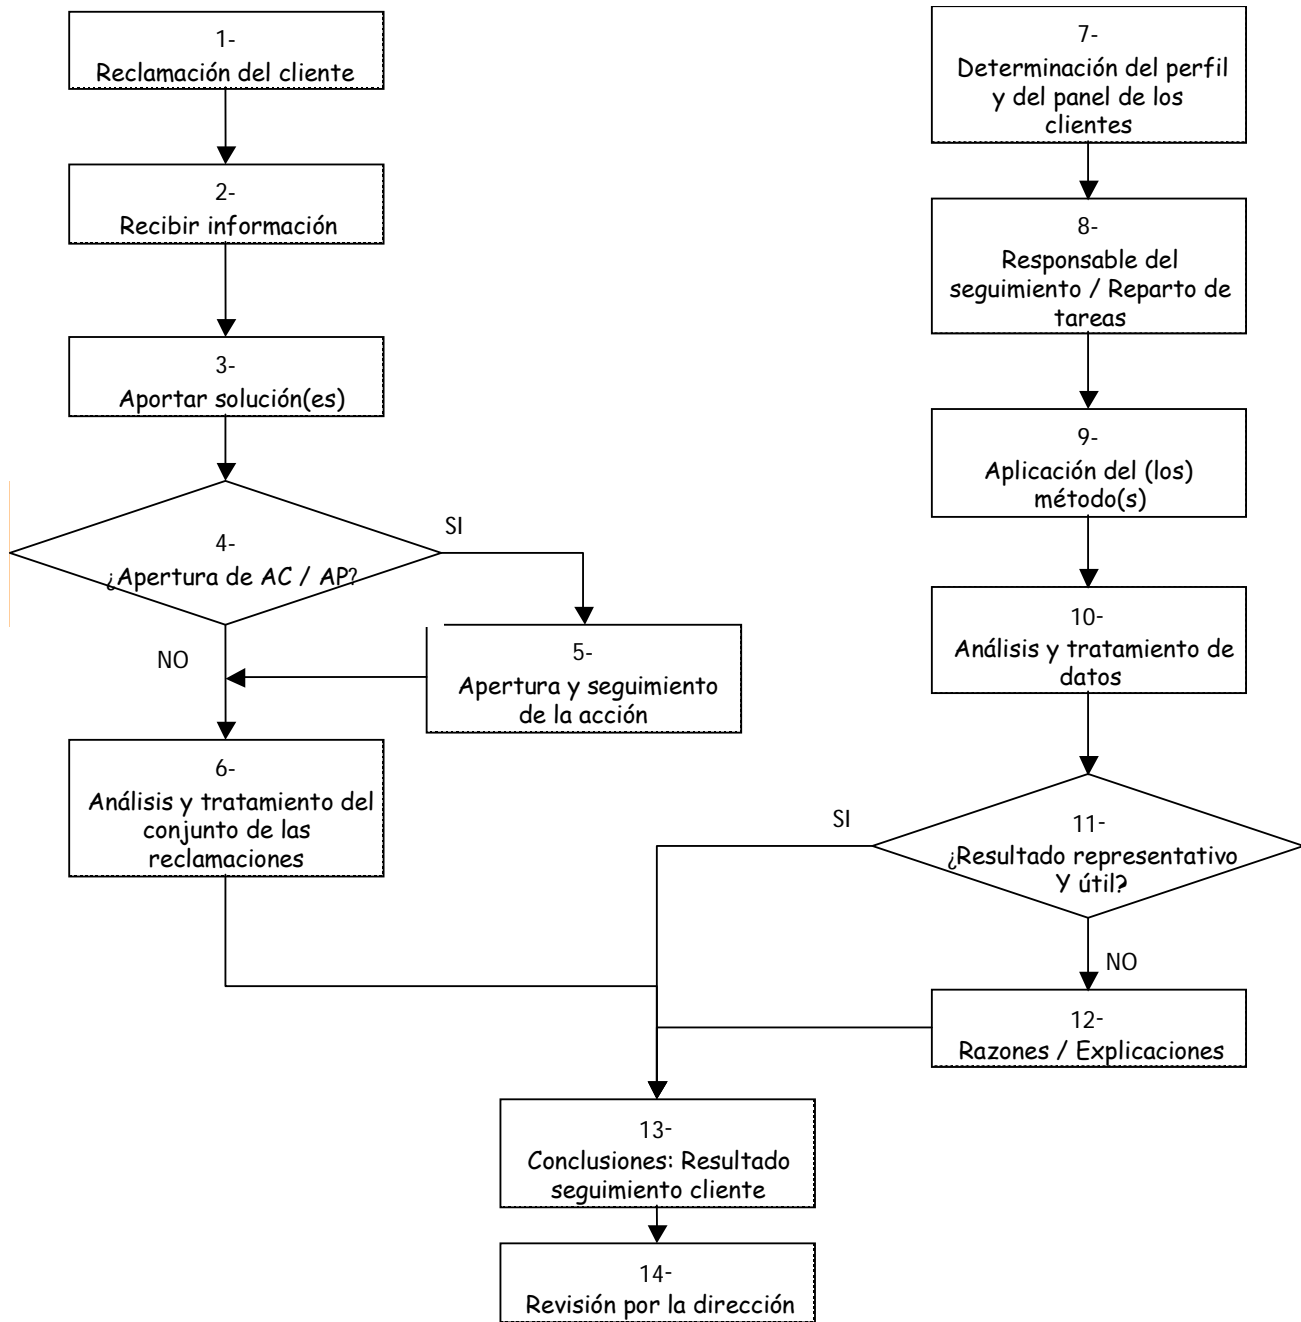 1-
Reclamación del cliente
2-
Recibir información
3-
Aportar solución(es)
4-
¿Apertura de AC / AP?
SI
NO
5-
Apertura y seguimiento
de la acción
6-
Análisis y tratamiento del
conjunto de las
reclamaciones
7-
Determinación del perfil
y del panel de los
clientes
8-
Responsable del
seguimiento / Reparto de
tareas
9-
Aplicación del (los)
método(s)
10-
Análisis y tratamiento de
datos
11-
¿Resultado representativo
Y útil?
SI
NO
12-
Razones / Explicaciones
13-
Conclusiones: Resultado
seguimiento cliente
14-
Revisión por la dirección